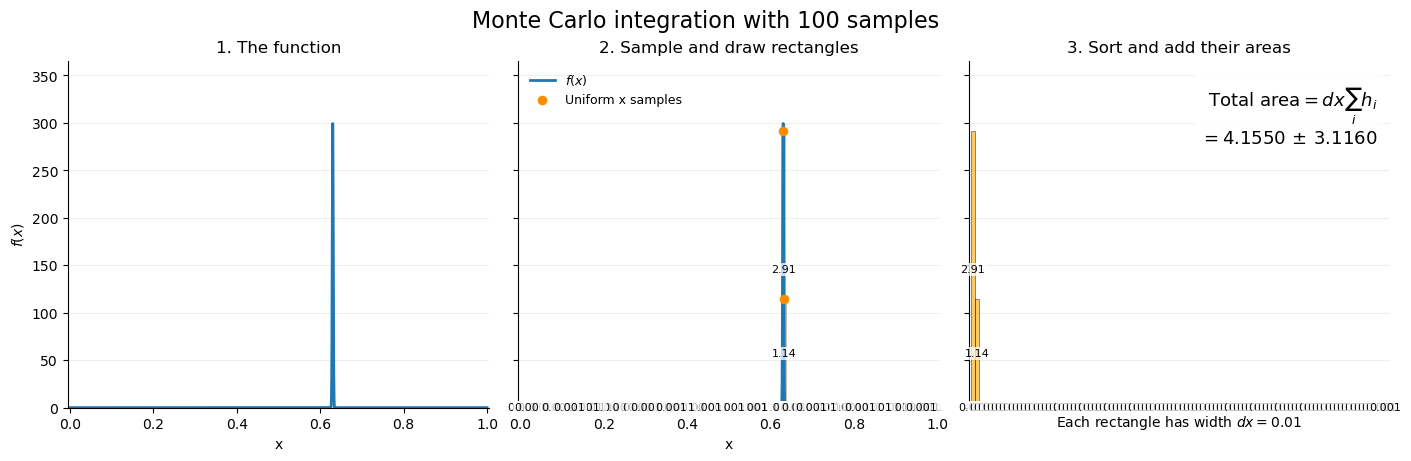 Monte Carlo integration with 100 samples
1. The function
2. Sample and draw rectangles
3. Sort and add their areas
350
300
250
200
150
100
50
0
f(x)
0.0 0.2 0.4 0.6 0.8 1.0
x
f(x)
Uniform x samples
2.91
1.14
0.0 0.2 0.4 0.6 0.8 1.0
x
Total area = dx∑hᵢ
i
= 4.1550 ± 3.1160
2.91
1.14
Each rectangle has width dx = 0.01